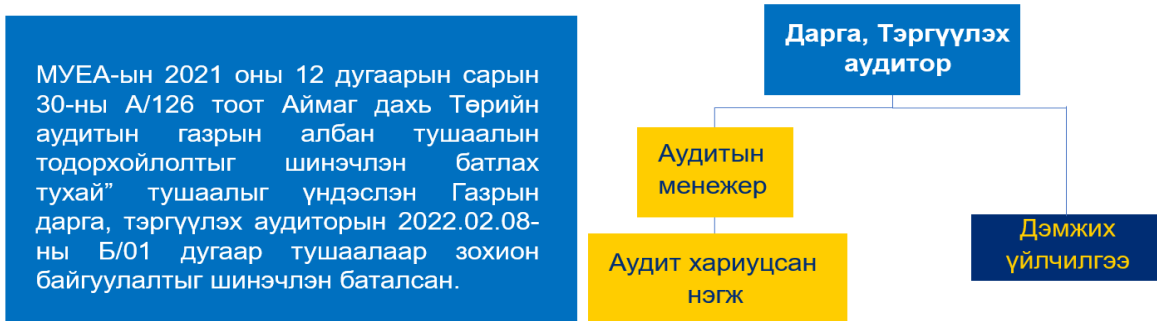 МУЕА-ын 2021 оны 12 дугаарын сарын
30-ны А/126 тоот Аймаг дахь Төрийн
аудитын газрын албан тушаалын
тодорхойлолтыг шинэчлэн батлах
тухай” тушаалыг үндэслэн Газрын
дарга, тэргүүлэх аудиторын 2022.02.08-
ны Б/01 дугаар тушаалаар зохион
байгуулалтыг шинэчлэн баталсан.
Дарга, Тэргүүлэх
аудитор
Аудитын
менежер
Аудит хариуцсан
нэгж
Дэмжих
үйлчилгээ